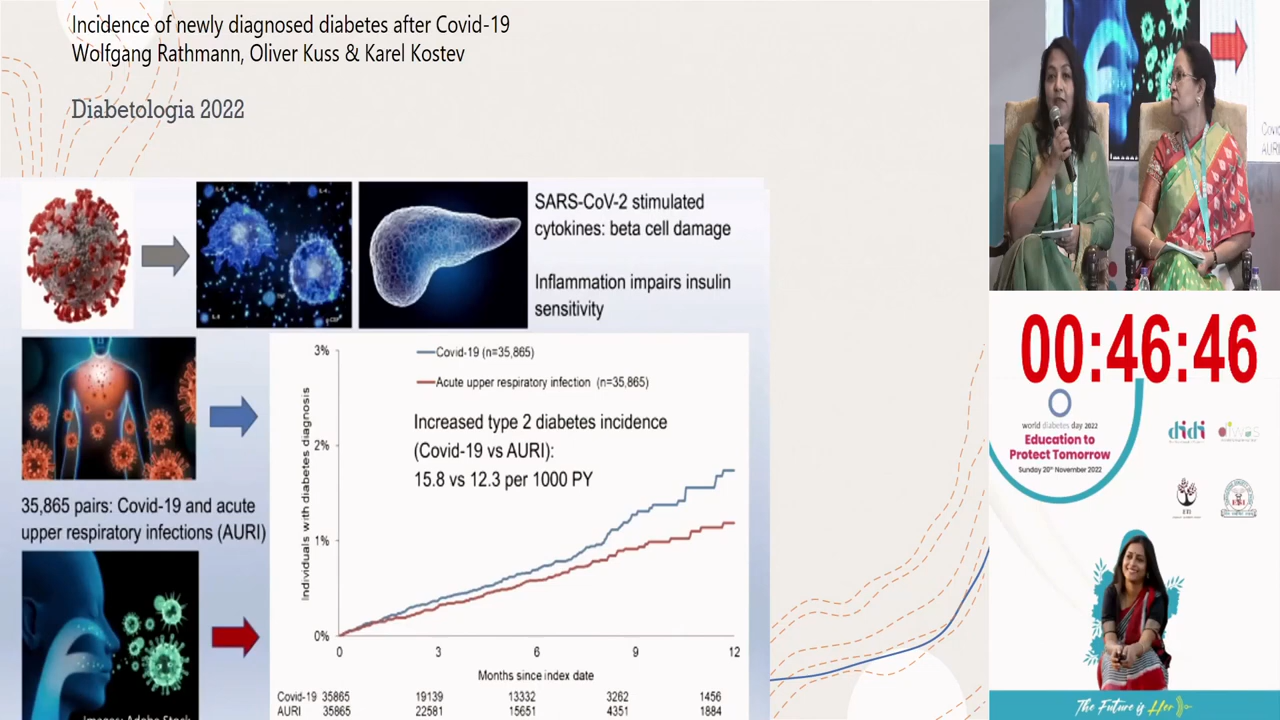 Incidence of newly diagnosed diabetes after Covid-19
Wolfgang Rathmann, Oliver Kuss & Karel Kostev
Diabetologia 2022
SARS-CoV-2 stimulated
cytokines: beta cell damage
Inflammation impairs insulin
sensitivity
35,865 pairs: Covid-19 and acute
upper respiratory infections (AURI)
Individuals with diabetes diagnosis
3%
2%
1%
0%
Covid-19 (n=35,865)
Acute upper respiratory infection (n=35,865)
Increased type 2 diabetes incidence
(Covid-19 vs AURI):
15.8 vs 12.3 per 1000 PY
0 3 6 9 12
Months since index date
Covid-19 35865 19139 13332 3262 1456
AURI 35865 22581 15651 4351 1884
Images: Adobe Stock
00:46:46
world diabetes day 2022
Education to
Protect Tomorrow
Sunday 20th November 2022
didi
The Future is Her